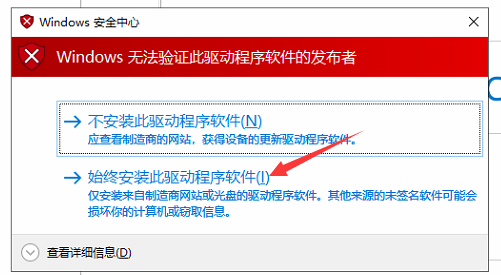 Windows 安全中心
Windows 无法验证此驱动程序软件的发布者
不安装此驱动程序软件(N)
应查看制造商的网站，获得设备的更新驱动程序软件。
始终安装此驱动程序软件(I)
仅安装来自制造商网站或光盘的驱动程序软件。其他来源的未签名软件可能会
损坏你的计算机或窃取信息。
查看详细信息(D)